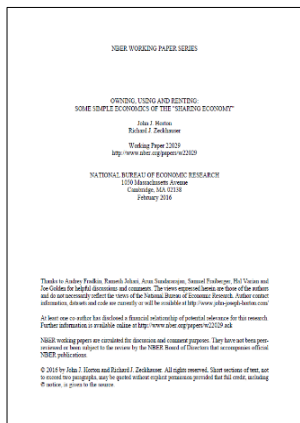 NBER WORKING PAPER SERIES
OWNING, USING AND RENTING:
SOME SIMPLE ECONOMICS OF THE "SHARING ECONOMY"
John J. Horton
Richard J. Zeckhauser
Working Paper 22029
http://www.nber.org/papers/w22029
NATIONAL BUREAU OF ECONOMIC RESEARCH
1050 Massachusetts Avenue
Cambridge, MA 02138
February 2016
Thanks to Andrey Fradkin, Ramesh Johari, Arun Sundararajan, Samuel Fraiberger, Hal Varian and
Joe Golden for helpful discussions and comments. The views expressed herein are those of the authors
and do not necessarily reflect the views of the National Bureau of Economic Research. Author contact
information, datasets and code are currently or will be available at http://www.john-joseph-horton.com/
At least one co-author has disclosed a financial relationship of potential relevance for this research.
Further information is available online at http://www.nber.org/papers/w22029.ack
NBER working papers are circulated for discussion and comment purposes. They have not been peer-
reviewed or been subject to the review by the NBER Board of Directors that accompanies official
NBER publications.
© 2016 by John J. Horton and Richard J. Zeckhauser. All rights reserved. Short sections of text, not
to exceed two paragraphs, may be quoted without explicit permission provided that full credit, including
© notice, is given to the source.